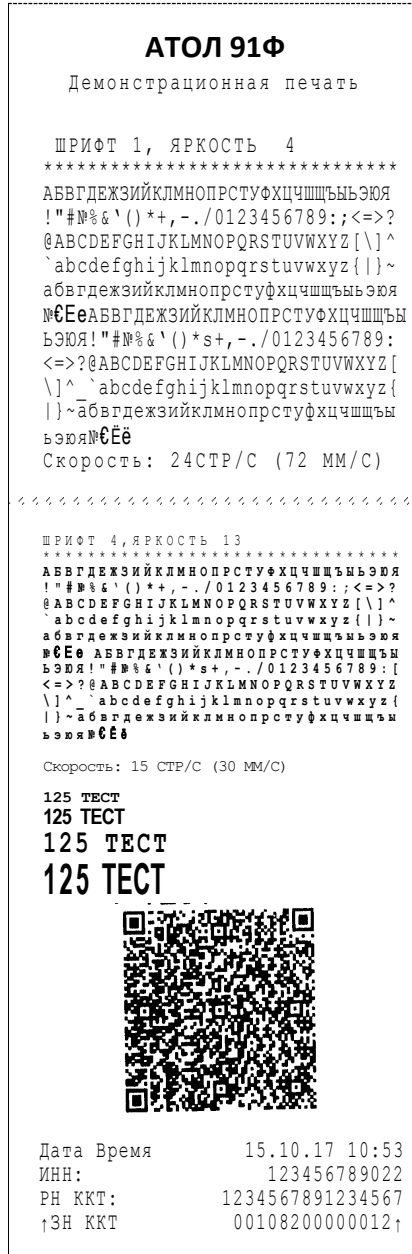 АТОЛ 91Ф
Демонстрационная печать
ШРИФТ 1, ЯРКОСТЬ 4
********************************
АБВГДЕЖЗИЙКЛМНОПРСТУФХЦЧШЩЪЫЬЭЮЯ
!"#№%&'()*+,-./0123456789:;<=>?
@ABCDEFGHIJKLMNOPQRSTUVWXYZ[\]^
`abcdefghijklmnopqrstuvwxyz{|}~
абвгдежзийклмнопрстуфхцчшщъыьэюя
№€ЕеАБВГДЕЖЗИЙКЛМНОПРСТУФХЦЧШЩЪЫ
ЬЭЮЯ!"#№%&'()*s+,-./0123456789:
<=>?@ABCDEFGHIJKLMNOPQRSTUVWXYZ[
\]^_`abcdefghijklmnopqrstuvwxyz{
|}~абвгдежзийклмнопрстуфхцчшщъы
ьэюя№€Ёё
Скорость: 24СТР/С (72 ММ/С)
ШРИФТ 4,ЯРКОСТЬ 13
********************************
АБВГДЕЖЗИЙКЛМНОПРСТУФХЦЧШЩЪЫЬЭЮЯ
!"#№%&'()*+,-./0123456789:;<=>?
@ABCDEFGHIJKLMNOPQRSTUVWXYZ[\]^
`abcdefghijklmnopqrstuvwxyz{|}~
абвгдежзийклмнопрстуфхцчшщъыьэюя
№€Ее АБВГДЕЖЗИЙКЛМНОПРСТУФХЦЧШЩЪЫ
ЬЭЮЯ!"#№%&'()*s+,-./0123456789:[
<=>?@ABCDEFGHIJKLMNOPQRSTUVWXYZ
\]^_`abcdefghijklmnopqrstuvwxyz{
|}~абвгдежзийклмнопрстуфхцчшщъы
ьэюя№€Ёё
Скорость: 15 СТР/С (30 ММ/С)
125 ТЕСТ
125 ТЕСТ
125 ТЕСТ
125 ТЕСТ
Дата Время 15.10.17 10:53
ИНН: 123456789022
РН ККТ: 1234567891234567
↑ЗН ККТ 00108200000012↑